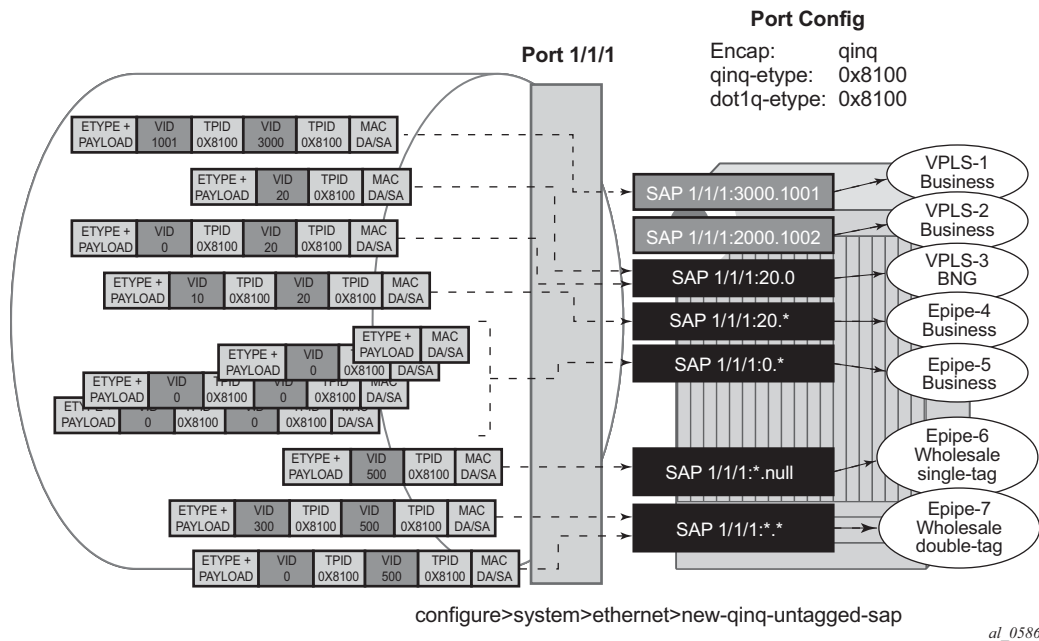 Port Config
Port 1/1/1
Encap: qinq
qinq-etype: 0x8100
dot1q-etype: 0x8100
ETYPE + PAYLOAD VID 1001 TPID 0X8100 VID 3000 TPID 0X8100 MAC DA/SA
ETYPE + PAYLOAD VID 20 TPID 0X8100 MAC DA/SA
ETYPE + PAYLOAD VID 0 TPID 0X8100 VID 20 TPID 0X8100 MAC DA/SA
ETYPE + PAYLOAD VID 10 TPID 0X8100 VID 20 TPID 0X8100 MAC DA/SA
ETYPE + PAYLOAD MAC DA/SA
ETYPE + PAYLOAD VID 0 0X8100 DA/SA
ETYPE + PAYLOAD VID 0 TPID 0X8100 VID 0 TPID 0X8100 MAC DA/SA
PAYLOAD 0 0X8100 0 0X8100 DA/SA
ETYPE + PAYLOAD VID 500 TPID 0X8100 MAC DA/SA
ETYPE + PAYLOAD VID 300 TPID 0X8100 VID 500 TPID 0X8100 MAC DA/SA
ETYPE + PAYLOAD VID 0 TPID 0X8100 VID 500 TPID 0X8100 MAC DA/SA
SAP 1/1/1:3000.1001
SAP 1/1/1:2000.1002
SAP 1/1/1:20.0
SAP 1/1/1:20.*
SAP 1/1/1:0.*
SAP 1/1/1:*.null
SAP 1/1/1:*.*
VPLS-1
Business
VPLS-2
Business
VPLS-3
BNG
Epipe-4
Business
Epipe-5
Business
Epipe-6
Wholesale
single-tag
Epipe-7
Wholesale
double-tag
configure>system>ethernet>new-qinq-untagged-sap
al_0586